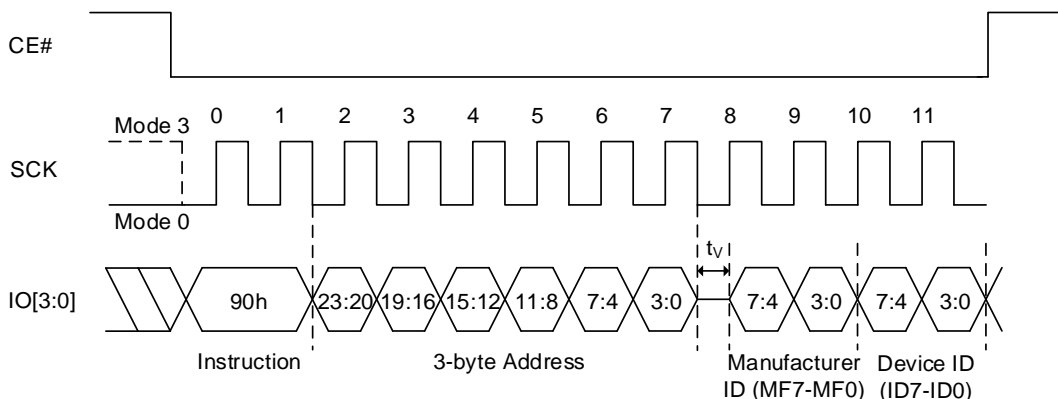 CE#
0 1 2 3 4 5 6 7 8 9 10 11
Mode 3
SCK
Mode 0
tV
IO[3:0] 90h 23:20 19:16 15:12 11:8 7:4 3:0 7:4 3:0 7:4 3:0
Instruction 3-byte Address Manufacturer Device ID
ID (MF7-MF0) (ID7-ID0)